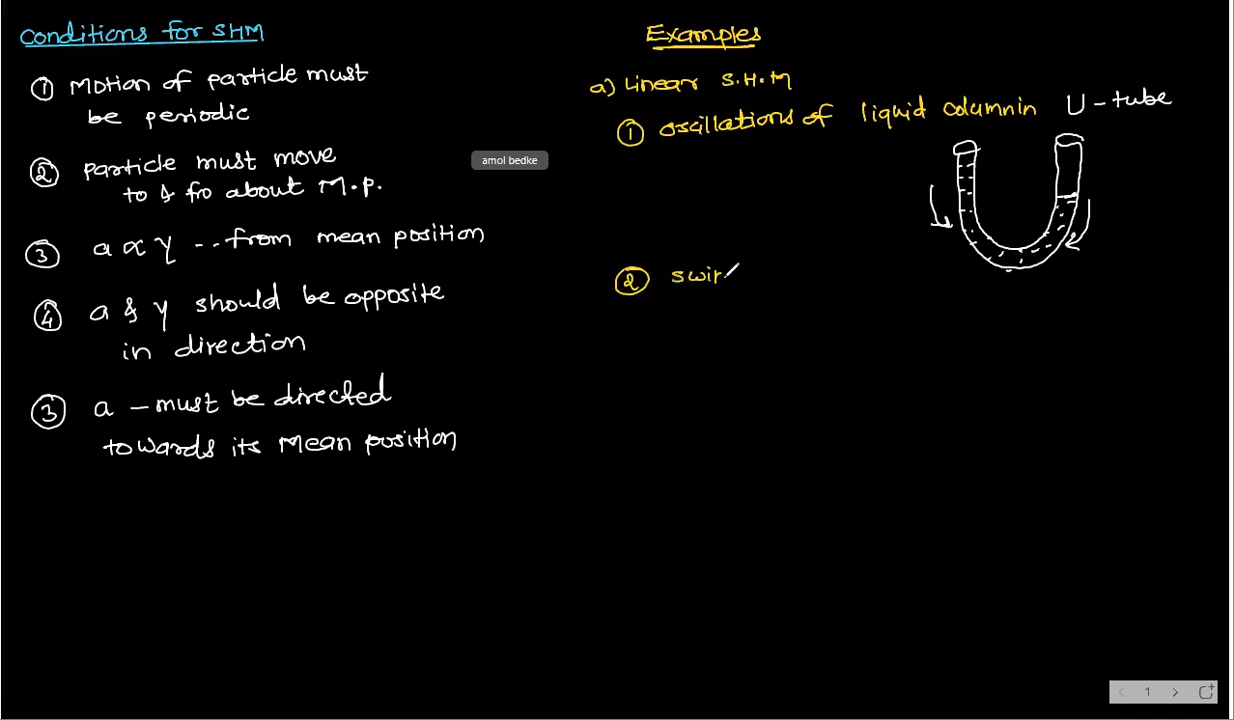 Conditions for SHM
① Motion of particle must
be periodic
② particle must move
to & fro about M.p.
③ a ∝ y .. from mean position
④ a & y should be opposite
in direction
③ a – must be directed
towards its Mean position
amol bedke
Examples
a) Linear S.H.M
① oscillations of liquid columnin U-tube
②
1